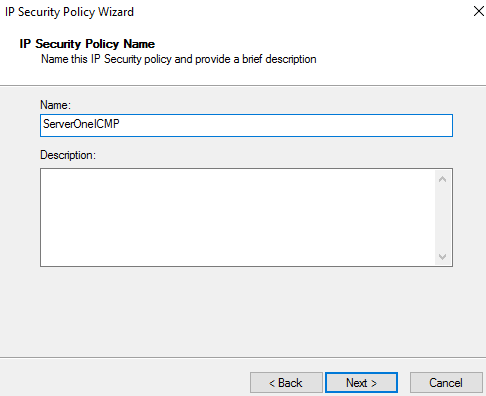 IP Security Policy Wizard
IP Security Policy Name
Name this IP Security policy and provide a brief description
Name:
ServerOneICMP
Description:
< Back
Next >
Cancel